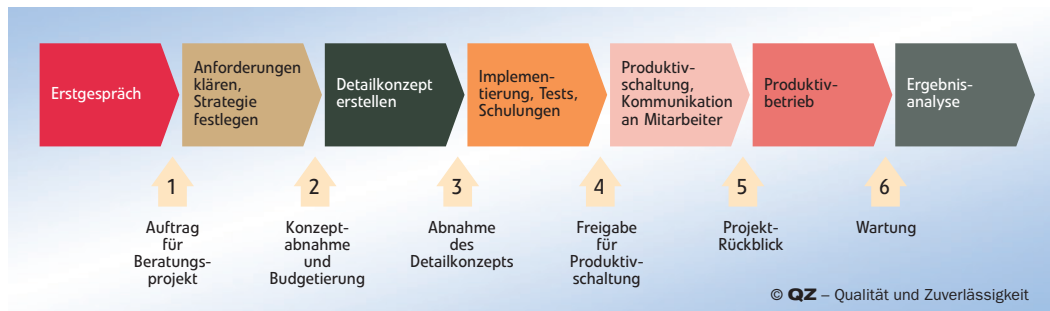 Erstgespräch
Anforderungen
klären,
Strategie
festlegen
Detailkonzept
erstellen
Implemen-
tierung, Tests,
Schulungen
Produktiv-
schaltung,
Kommunikation
an Mitarbeiter
Produktiv-
betrieb
Ergebnis-
analyse
1
Auftrag
für
Beratungs-
projekt
2
Konzept-
abnahme
und
Budgetierung
3
Abnahme
des
Detailkonzepts
4
Freigabe
für
Produktiv-
schaltung
5
Projekt-
Rückblick
6
Wartung
© QZ – Qualität und Zuverlässigkeit